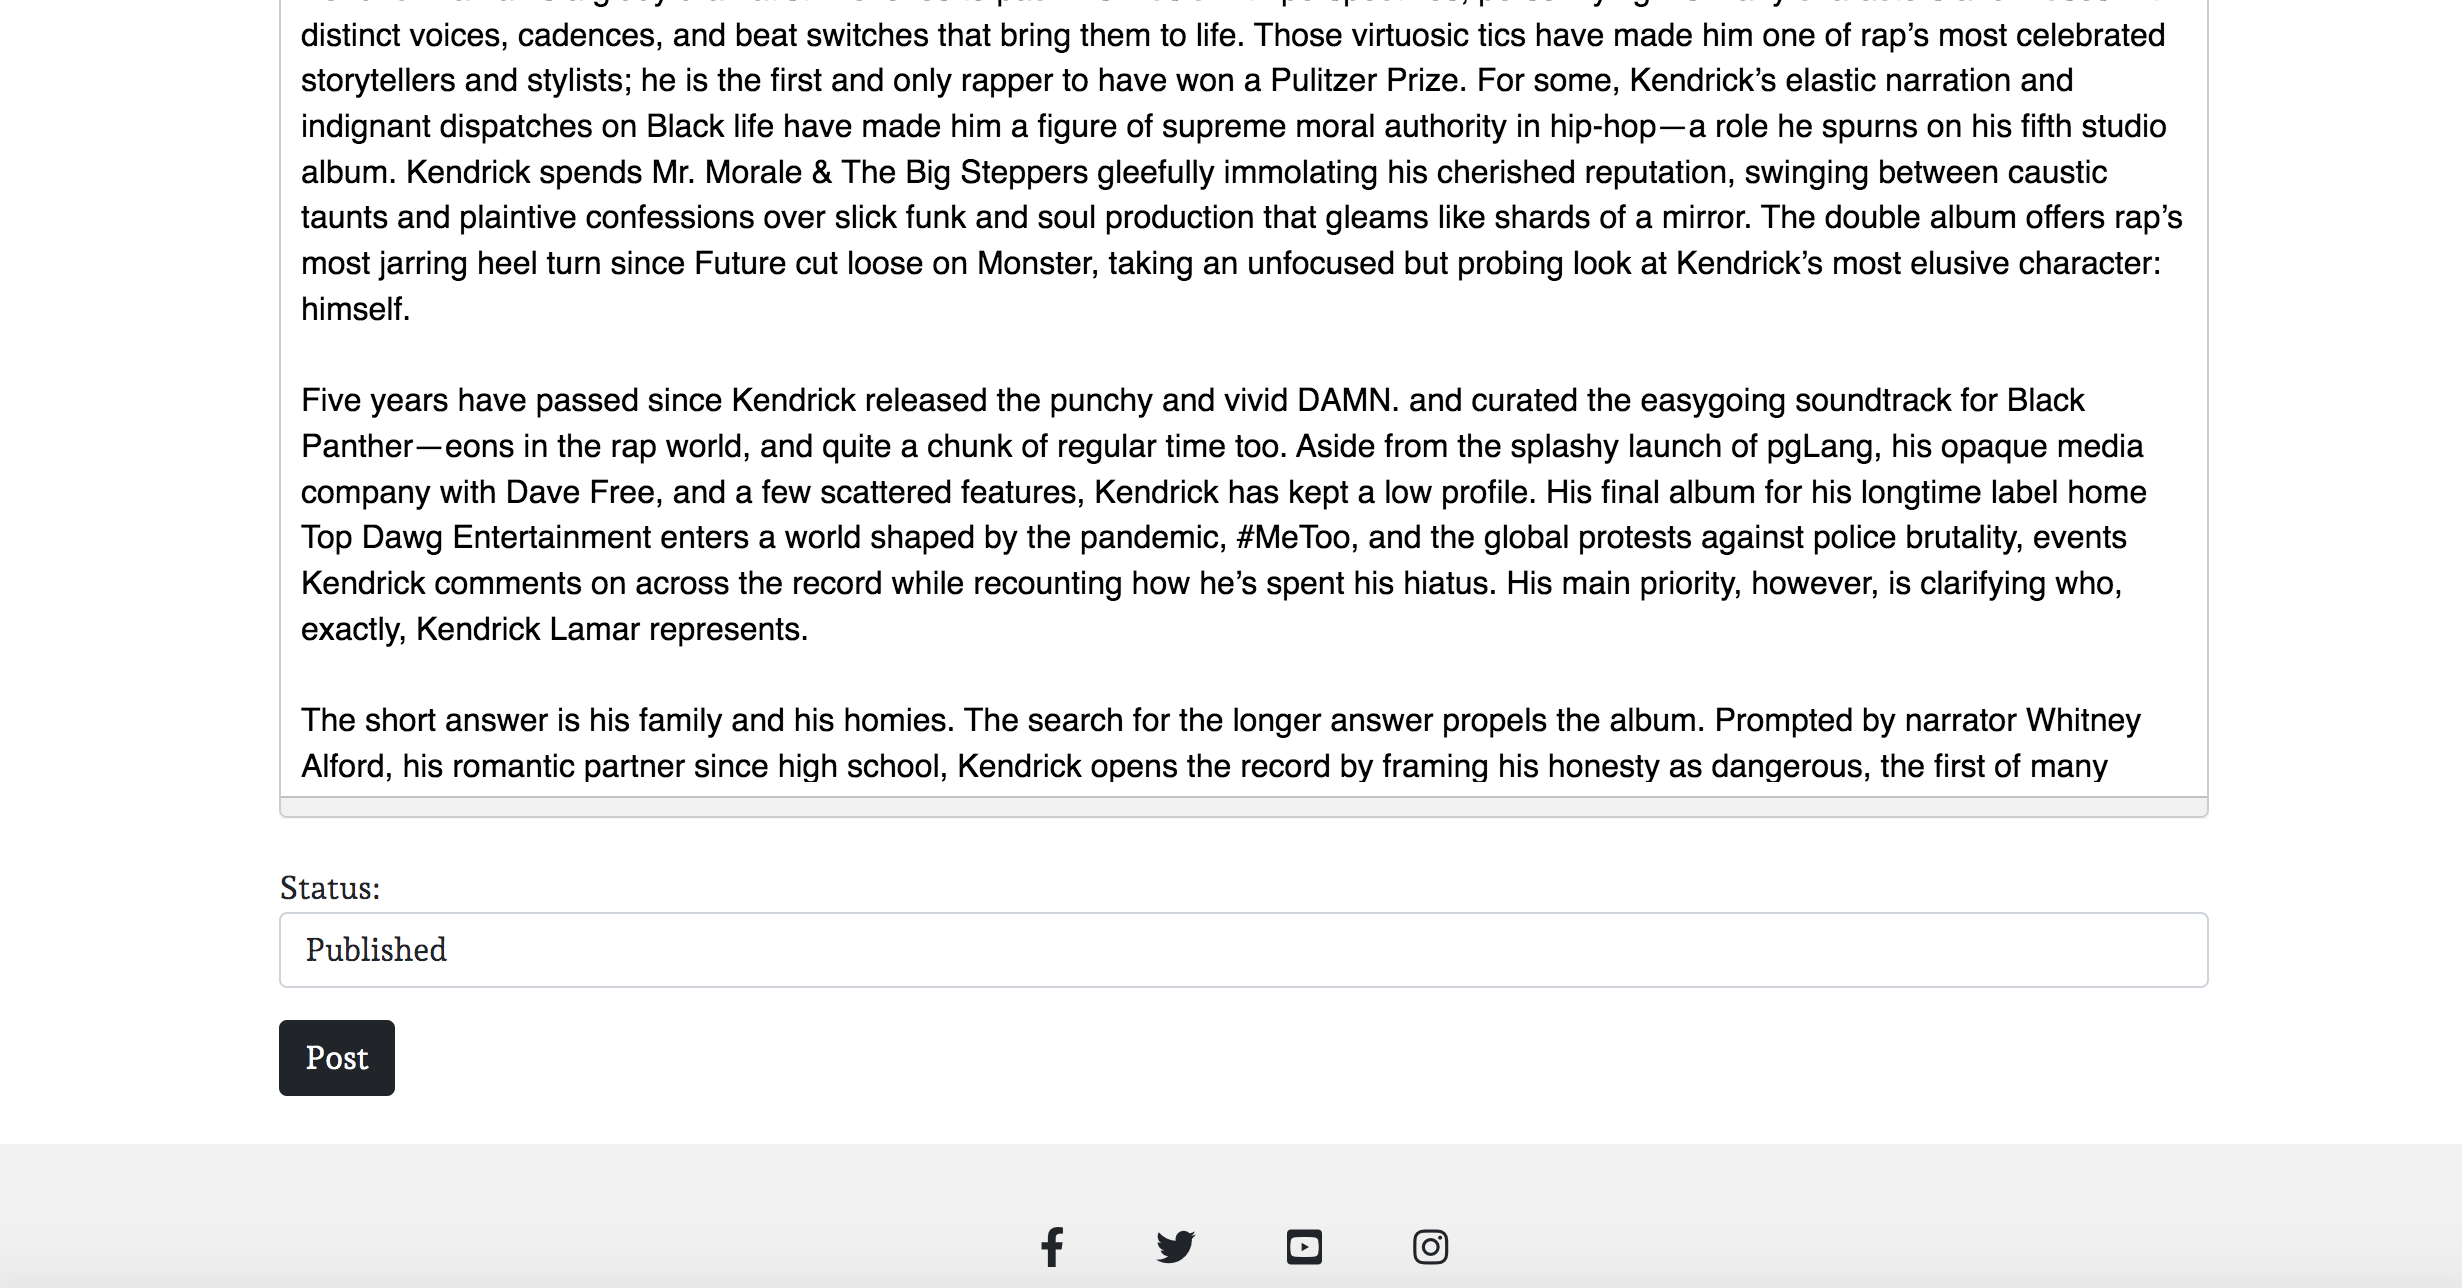 distinct voices, cadences, and beat switches that bring them to life. Those virtuosic tics have made him one of rap’s most celebrated
storytellers and stylists; he is the first and only rapper to have won a Pulitzer Prize. For some, Kendrick’s elastic narration and
indignant dispatches on Black life have made him a figure of supreme moral authority in hip-hop—a role he spurns on his fifth studio
album. Kendrick spends Mr. Morale & The Big Steppers gleefully immolating his cherished reputation, swinging between caustic
taunts and plaintive confessions over slick funk and soul production that gleams like shards of a mirror. The double album offers rap’s
most jarring heel turn since Future cut loose on Monster, taking an unfocused but probing look at Kendrick’s most elusive character:
himself.
Five years have passed since Kendrick released the punchy and vivid DAMN. and curated the easygoing soundtrack for Black
Panther—eons in the rap world, and quite a chunk of regular time too. Aside from the splashy launch of pgLang, his opaque media
company with Dave Free, and a few scattered features, Kendrick has kept a low profile. His final album for his longtime label home
Top Dawg Entertainment enters a world shaped by the pandemic, #MeToo, and the global protests against police brutality, events
Kendrick comments on across the record while recounting how he’s spent his hiatus. His main priority, however, is clarifying who,
exactly, Kendrick Lamar represents.
The short answer is his family and his homies. The search for the longer answer propels the album. Prompted by narrator Whitney
Alford, his romantic partner since high school, Kendrick opens the record by framing his honesty as dangerous, the first of many
Status:
Published
Post